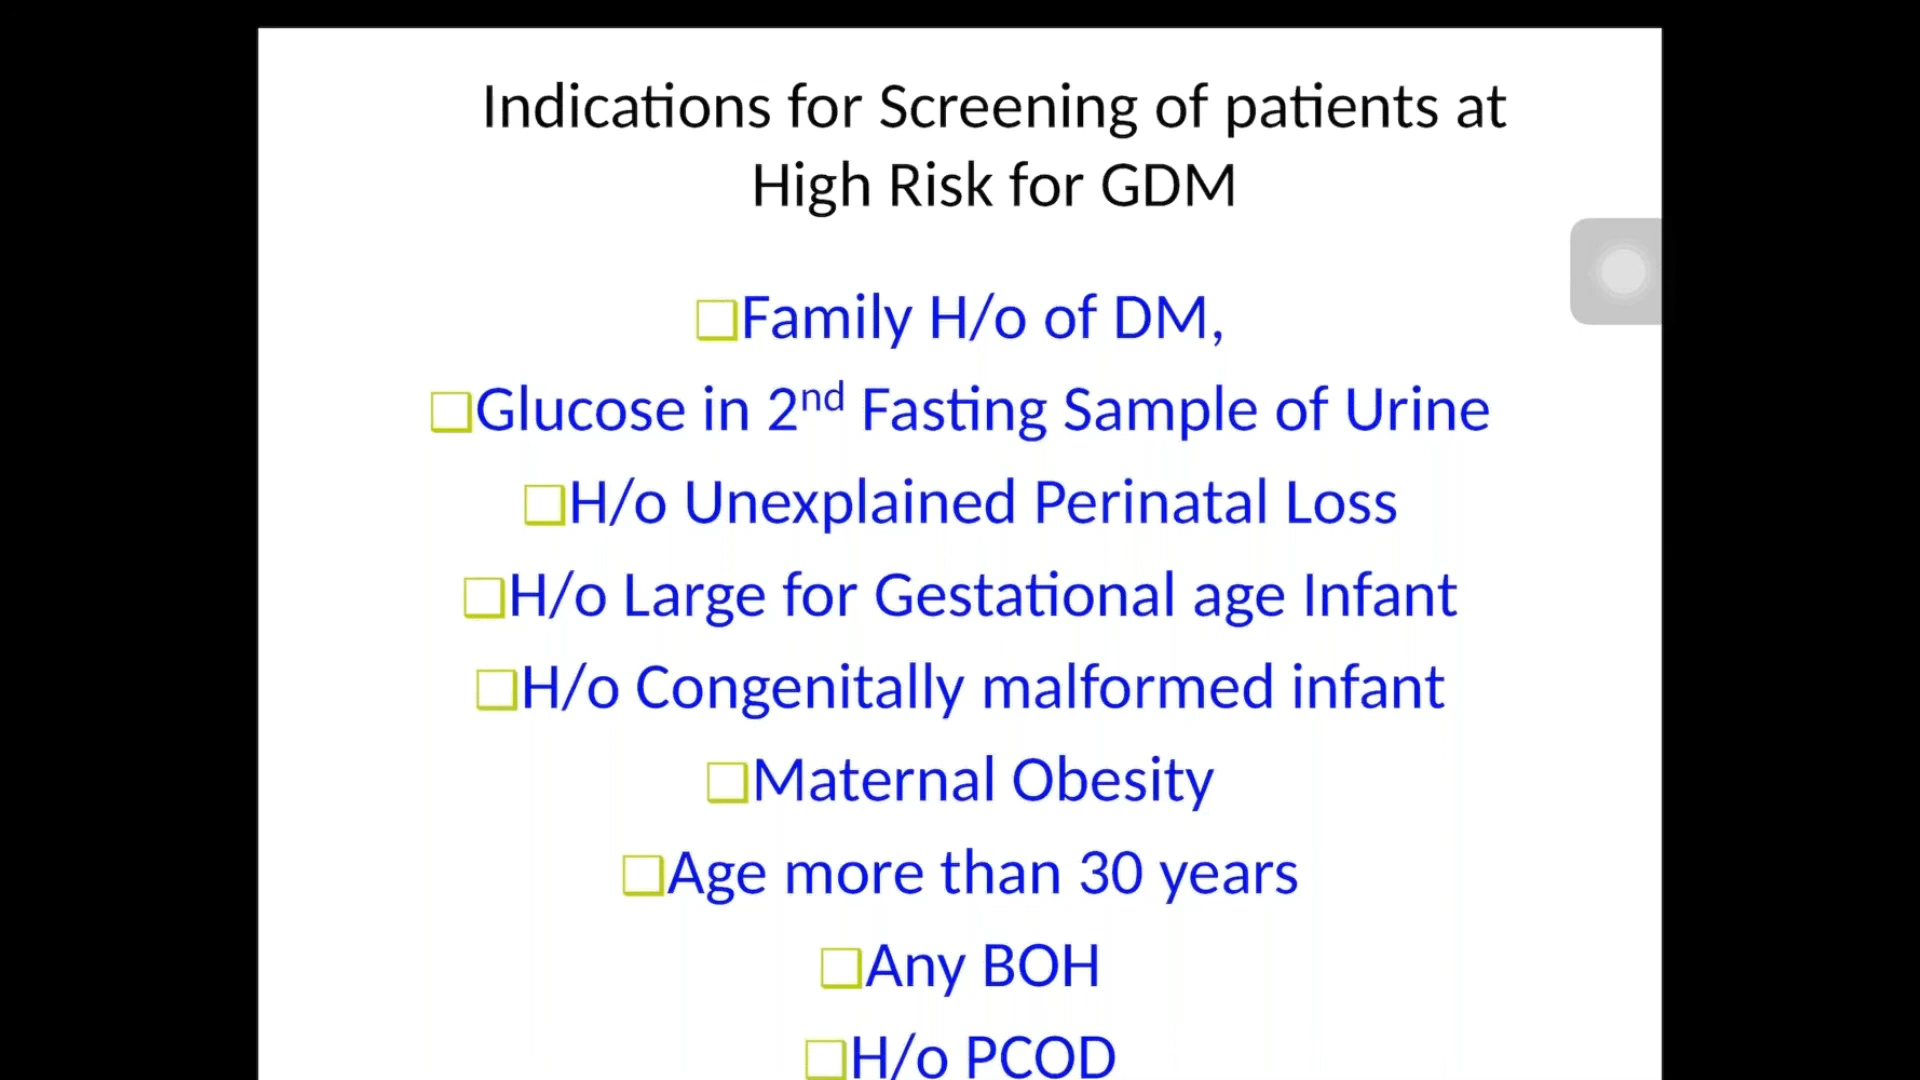 Indications for Screening of patients at
High Risk for GDM
❑Family H/o of DM,
❑Glucose in 2nd Fasting Sample of Urine
❑H/o Unexplained Perinatal Loss
❑H/o Large for Gestational age Infant
❑H/o Congenitally malformed infant
❑Maternal Obesity
❑Age more than 30 years
❑Any BOH
❑H/o PCOD